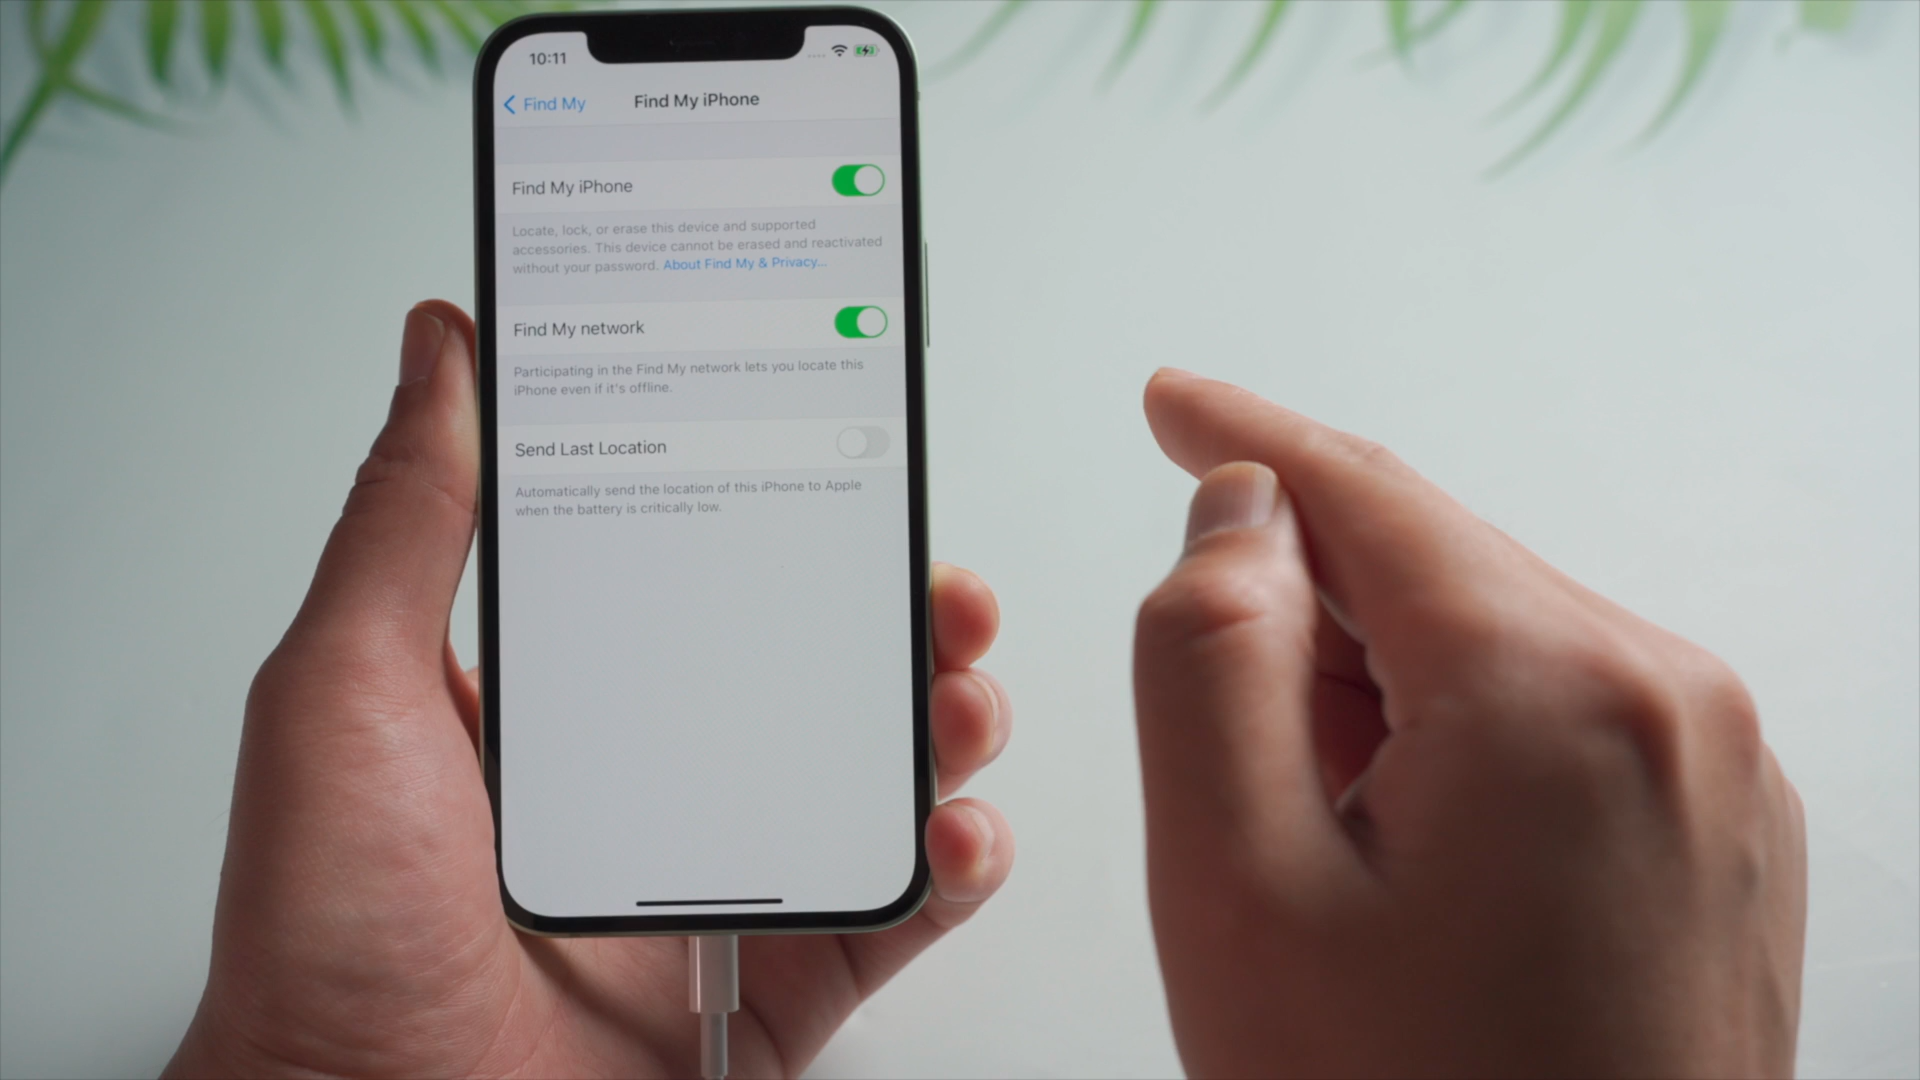 10:11
Find My
Find My iPhone
Find My iPhone
Locate, lock, or erase this device and supported
accessories. This device cannot be erased and reactivated
without your password. About Find My & Privacy...
Find My network
Participating in the Find My network lets you locate this
iPhone even if it's offline.
Send Last Location
Automatically send the location of this iPhone to Apple
when the battery is critically low.